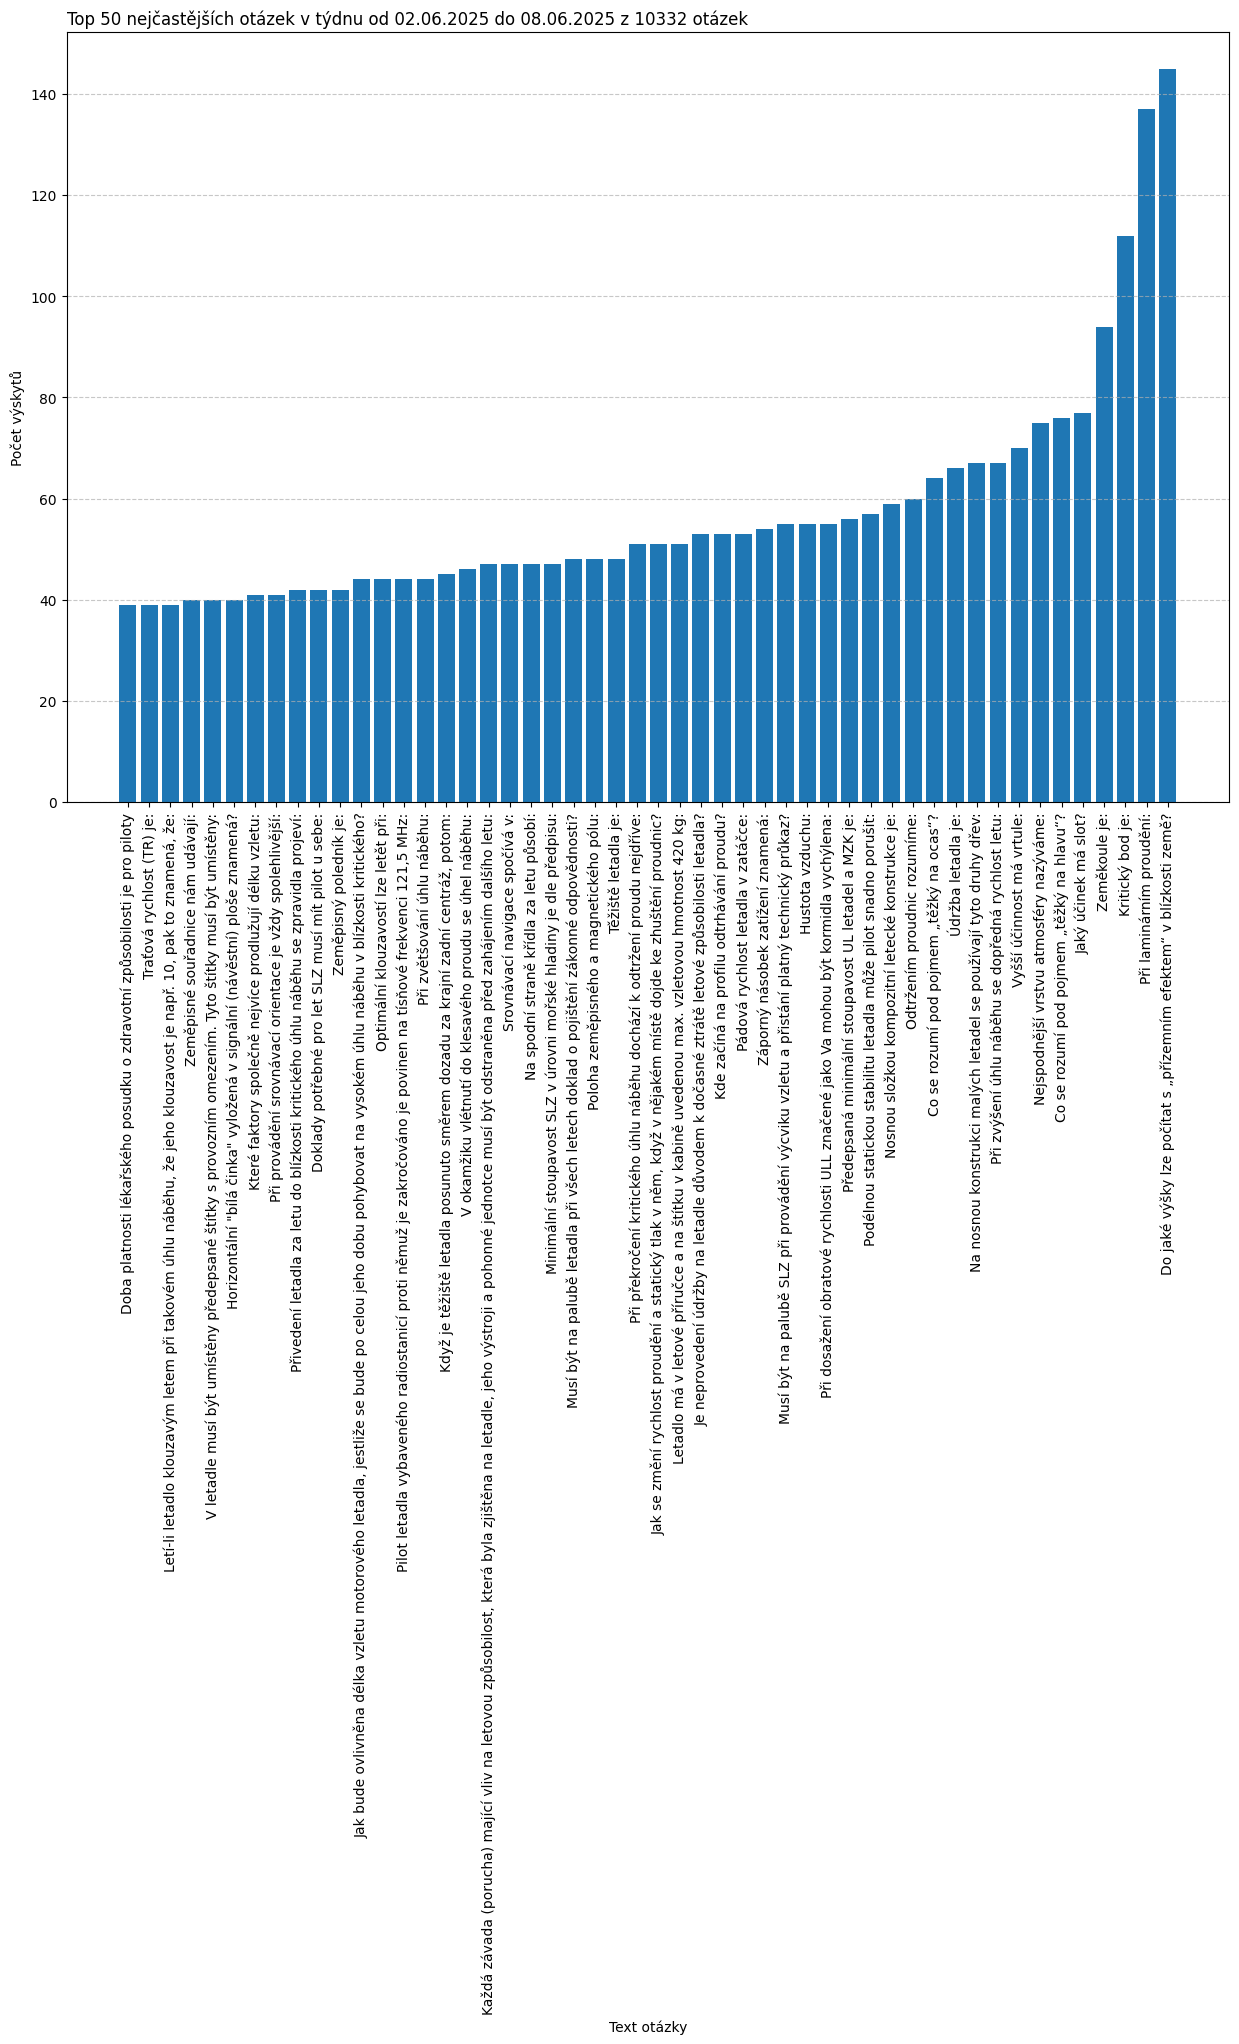 Top 50 nejčastějších otázek v týdnu od 02.06.2025 do 08.06.2025 z 10332 otázek
Počet výskytů
140
120
100
80
60
40
20
0
Doba platnosti lékařského posudku o zdravotní způsobilosti je pro piloty
Traťová rychlost (TR) je:
Letí-li letadlo klouzavým letem při takovém úhlu náběhu, že jeho klouzavost je např. 10, pak to znamená, že:
Zeměpisné souřadnice nám udávají:
V letadle musí být umístěny předepsané štítky s provozním omezením. Tyto štítky musí být umístěny:
Horizontální "bílá činka" vyložená v signální (návěstní) ploše znamená?
Které faktory společně nejvíce prodlužují délku vzletu:
Při provádění srovnávací orientace je vždy spolehlivější:
Přivedení letadla za letu do blízkosti kritického úhlu náběhu se zpravidla projeví:
Doklady potřebné pro let SLZ musí mít pilot u sebe:
Zeměpisný poledník je:
Jak bude ovlivněna délka vzletu motorového letadla, jestliže se bude po celou jeho dobu pohybovat na vysokém úhlu náběhu v blízkosti kritického?
Optimální klouzavostí lze letět při:
Pilot letadla vybaveného radiostanicí proti němuž je zakročováno je povinen na tísňové frekvenci 121,5 MHz:
Při zvětšování úhlu náběhu:
Když je těžiště letadla posunuto směrem dozadu za krajní zadní centráž, potom:
V okamžiku vlétnutí do klesavého proudu se úhel náběhu:
Každá závada (porucha) mající vliv na letovou způsobilost, která byla zjištěna na letadle, jeho výstroji a pohonné jednotce musí být odstraněna před zahájením dalšího letu:
Srovnávací navigace spočívá v:
Na spodní straně křídla za letu působí:
Minimální stoupavost SLZ v úrovni mořské hladiny je dle předpisu:
Musí být na palubě letadla při všech letech doklad o pojištění zákonné odpovědnosti?
Poloha zeměpisného a magnetického pólu:
Těžiště letadla je:
Při překročení kritického úhlu náběhu dochází k odtržení proudu nejdříve:
Jak se změní rychlost proudění a statický tlak v něm, když v nějakém místě dojde ke zhuštění proudnic?
Letadlo má v letové příručce a na štítku v kabině uvedenou max. vzletovou hmotnost 420 kg:
Je neprovedení údržby na letadle důvodem k dočasné ztrátě letové způsobilosti letadla?
Kde začíná na profilu odtrhávání proudu?
Pádová rychlost letadla v zatáčce:
Záporný násobek zatížení znamená:
Musí být na palubě SLZ při provádění výcviku vzletu a přistání platný technický průkaz?
Hustota vzduchu:
Při dosažení obratové rychlosti ULL značené jako Va mohou být kormidla vychýlena:
Předepsaná minimální stoupavost UL letadel a MZK je:
Podélnou statickou stabilitu letadla může pilot snadno porušit:
Nosnou složkou kompozitní letecké konstrukce je:
Odtržením proudnic rozumíme:
Co se rozumí pod pojmem „těžký na ocas“?
Údržba letadla je:
Na nosnou konstrukci malých letadel se používají tyto druhy dřev:
Při zvýšení úhlu náběhu se dopředná rychlost letu:
Vyšší účinnost má vrtule:
Nejspodnější vrstvu atmosféry nazýváme:
Co se rozumí pod pojmem „těžký na hlavu“?
Jaký účinek má slot?
Zeměkoule je:
Kritický bod je:
Při laminárním proudění:
Do jaké výšky lze počítat s „přízemním efektem“ v blízkosti země?
Text otázky